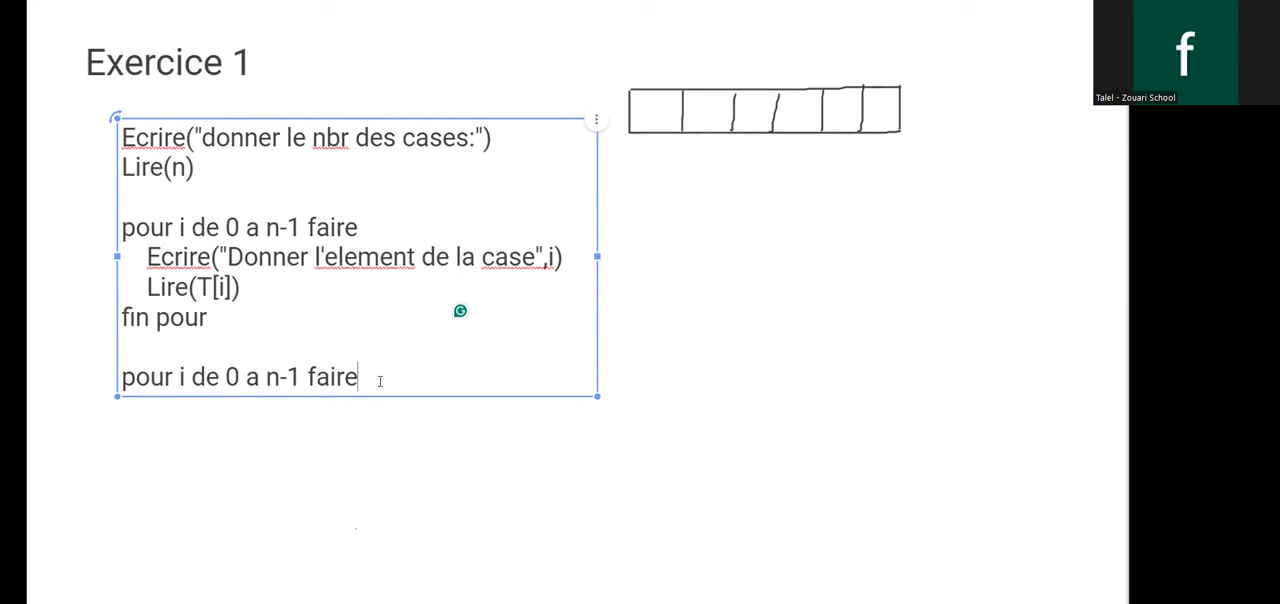 Exercice 1
Ecrire("donner le nbr des cases:")
Lire(n)
pour i de 0 a n-1 faire
Ecrire("Donner l'element de la case",i)
Lire(T[i])
fin pour
pour i de 0 a n-1 faire
f
Talel - Zouari School